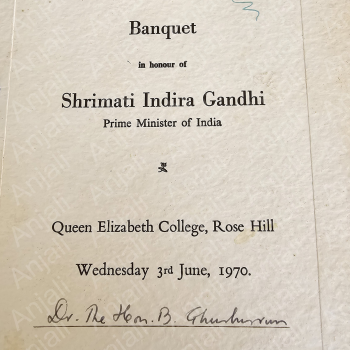 Banquet
in honour of
Shrimati Indira Gandhi
Prime Minister of India
Queen Elizabeth College, Rose Hill
Wednesday 3rd June, 1970.
Dr. The Hon. B. Ghurburrun